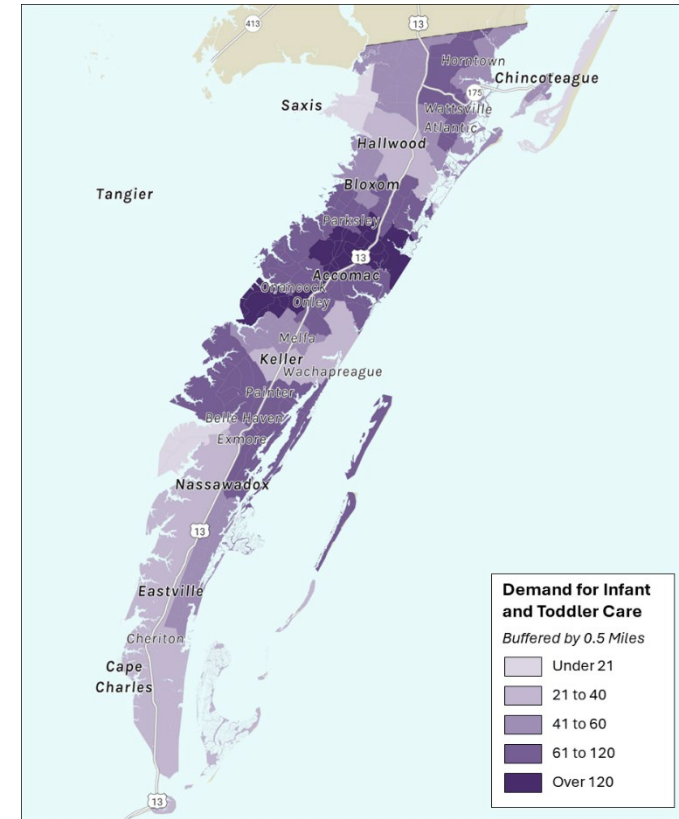 413
13
Horntown
Chincoteague
175
Saxis
Wattsville
Atlantic
Hallwood
Bloxom
Tangier
Parksley
13
Accomac
Onancock
Onley
Melfa
Keller
Wachapreague
Painter
Belle Haven
Exmore
Nassawadox
13
Eastville
Cheriton
Cape
Charles
13
Demand for Infant
and Toddler Care
Buffered by 0.5 Miles
Under 21
21 to 40
41 to 60
61 to 120
Over 120